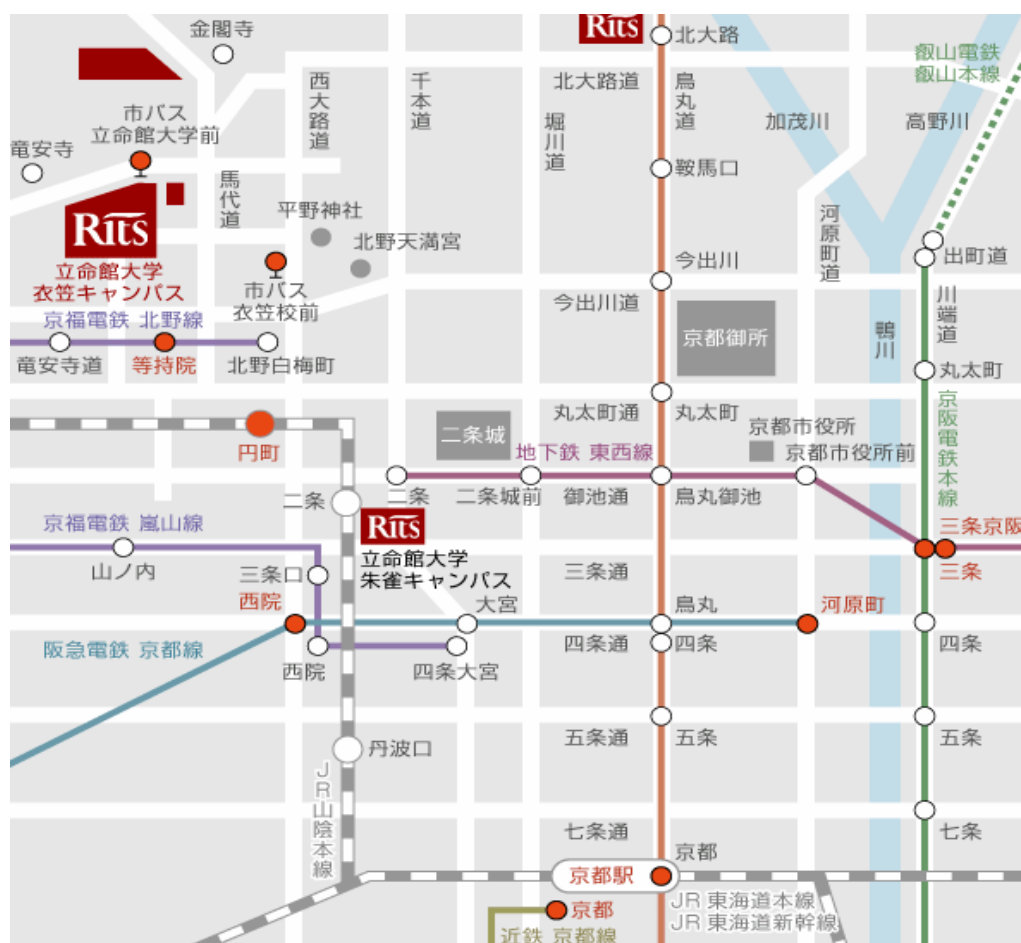 金閣寺
市バス
立命館大学前
竜安寺
馬代道
Rits
立命館大学
衣笠キャンパス
西大路道
千本道
平野神社
北野天満宮
市バス
衣笠校前
京福電鉄 北野線
竜安寺道
等持院
北野白梅町
Rits
北大路
北大路道
烏丸道
堀川道
加茂川
高野川
叡山電鉄
叡山本線
鞍馬口
河原町道
今出川
今出川道
京都御所
鴨川
出町道
川端道
丸太町
京阪電鉄本線
円町
二条城
丸太町通
丸太町
京都市役所
京都市役所前
地下鉄 東西線
二条
二条
二条城前
御池通
烏丸御池
京福電鉄 嵐山線
山ノ内
Rits
立命館大学
朱雀キャンパス
三条口
西院
三条通
三条京阪
三条
大宮
烏丸
河原町
阪急電鉄 京都線
西院
四条大宮
四条通
四条
四条
丹波口
五条通
五条
五条
JR山陰本線
七条通
七条
京都
京都駅
JR 東海道本線
JR 東海道新幹線
京都
近鉄 京都線